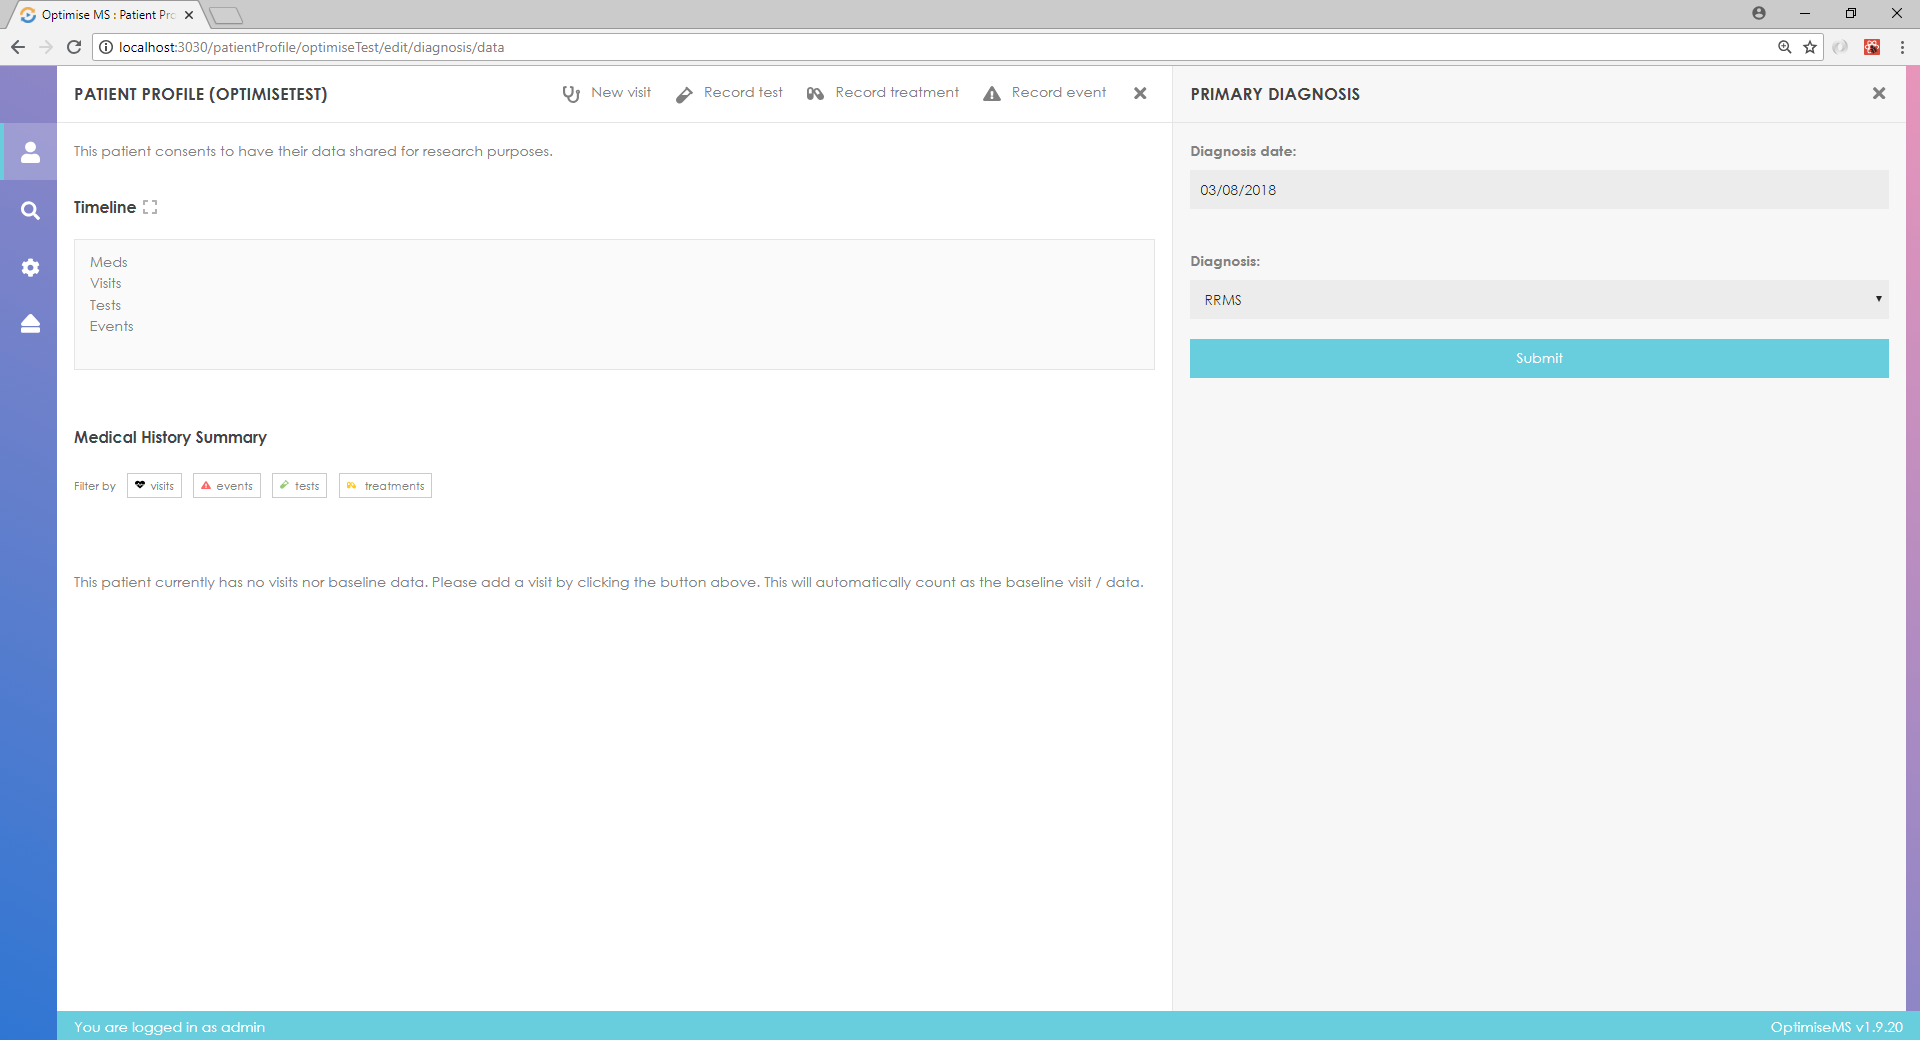 Optimise MS : Patient Pro
localhost:3030/patientProfile/optimiseTest/edit/diagnosis/data
PATIENT PROFILE (OPTIMISETEST)
New visit
Record test
Record treatment
Record event
This patient consents to have their data shared for research purposes.
Timeline
Meds
Visits
Tests
Events
Medical History Summary
Filter by
visits
events
tests
treatments
This patient currently has no visits nor baseline data. Please add a visit by clicking the button above. This will automatically count as the baseline visit / data.
PRIMARY DIAGNOSIS
Diagnosis date:
03/08/2018
Diagnosis:
RRMS
Submit
You are logged in as admin
OptimiseMS v1.9.20